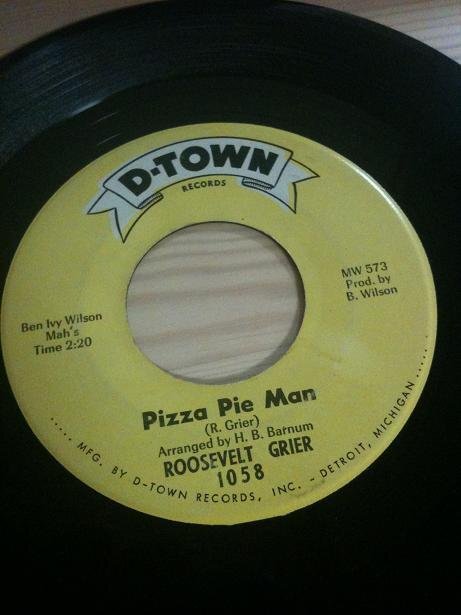 D-TOWN
RECORDS
Ben Ivy Wilson
Mah's
Time 2:20
MW 573
Prod. by
B. Wilson
Pizza Pie Man
(R. Grier)
Arranged by H. B. Barnum
ROOSEVELT GRIER
1058
..... MFG. BY D-TOWN RECORDS, INC. - DETROIT, MICHIGAN .....